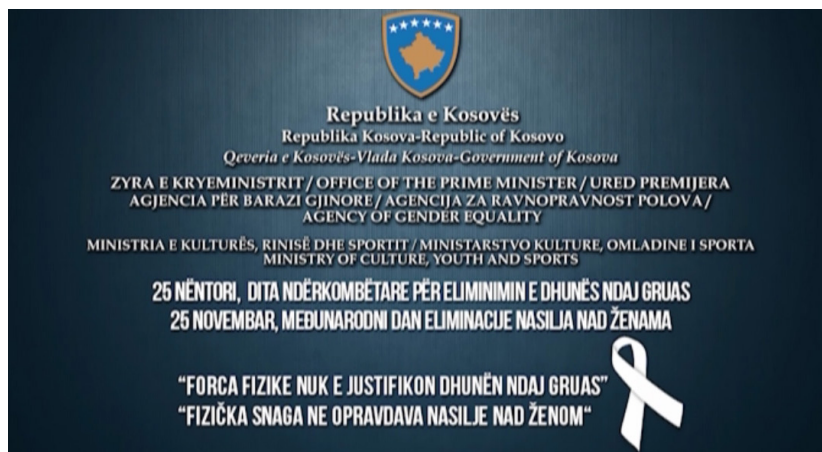 Republika e Kosovës
Republika Kosova-Republic of Kosovo
Qeveria e Kosovës-Vlada Kosova-Government of Kosova
ZYRA E KRYEMINISTRIT / OFFICE OF THE PRIME MINISTER / URED PREMIJERA
AGJENCIA PËR BARAZI GJINORE / AGENCIJA ZA RAVNOPRAVNOST POLOVA /
AGENCY OF GENDER EQUALITY
MINISTRIA E KULTURËS, RINISË DHE SPORTIT / MINISTARSTVO KULTURE, OMLADINE I SPORTA
MINISTRY OF CULTURE, YOUTH AND SPORTS
25 NËNTORI, DITA NDËRKOMBËTARE PËR ELIMINIMIN E DHUNËS NDAJ GRUAS
25 NOVEMBAR, MEĐUNARODNI DAN ELIMINACIJE NASILJA NAD ŽENAMA
“FORCA FIZIKE NUK E JUSTIFIKON DHUNËN NDAJ GRUAS”
“FIZIČKA SNAGA NE OPRAVDAVA NASILJE NAD ŽENOM“